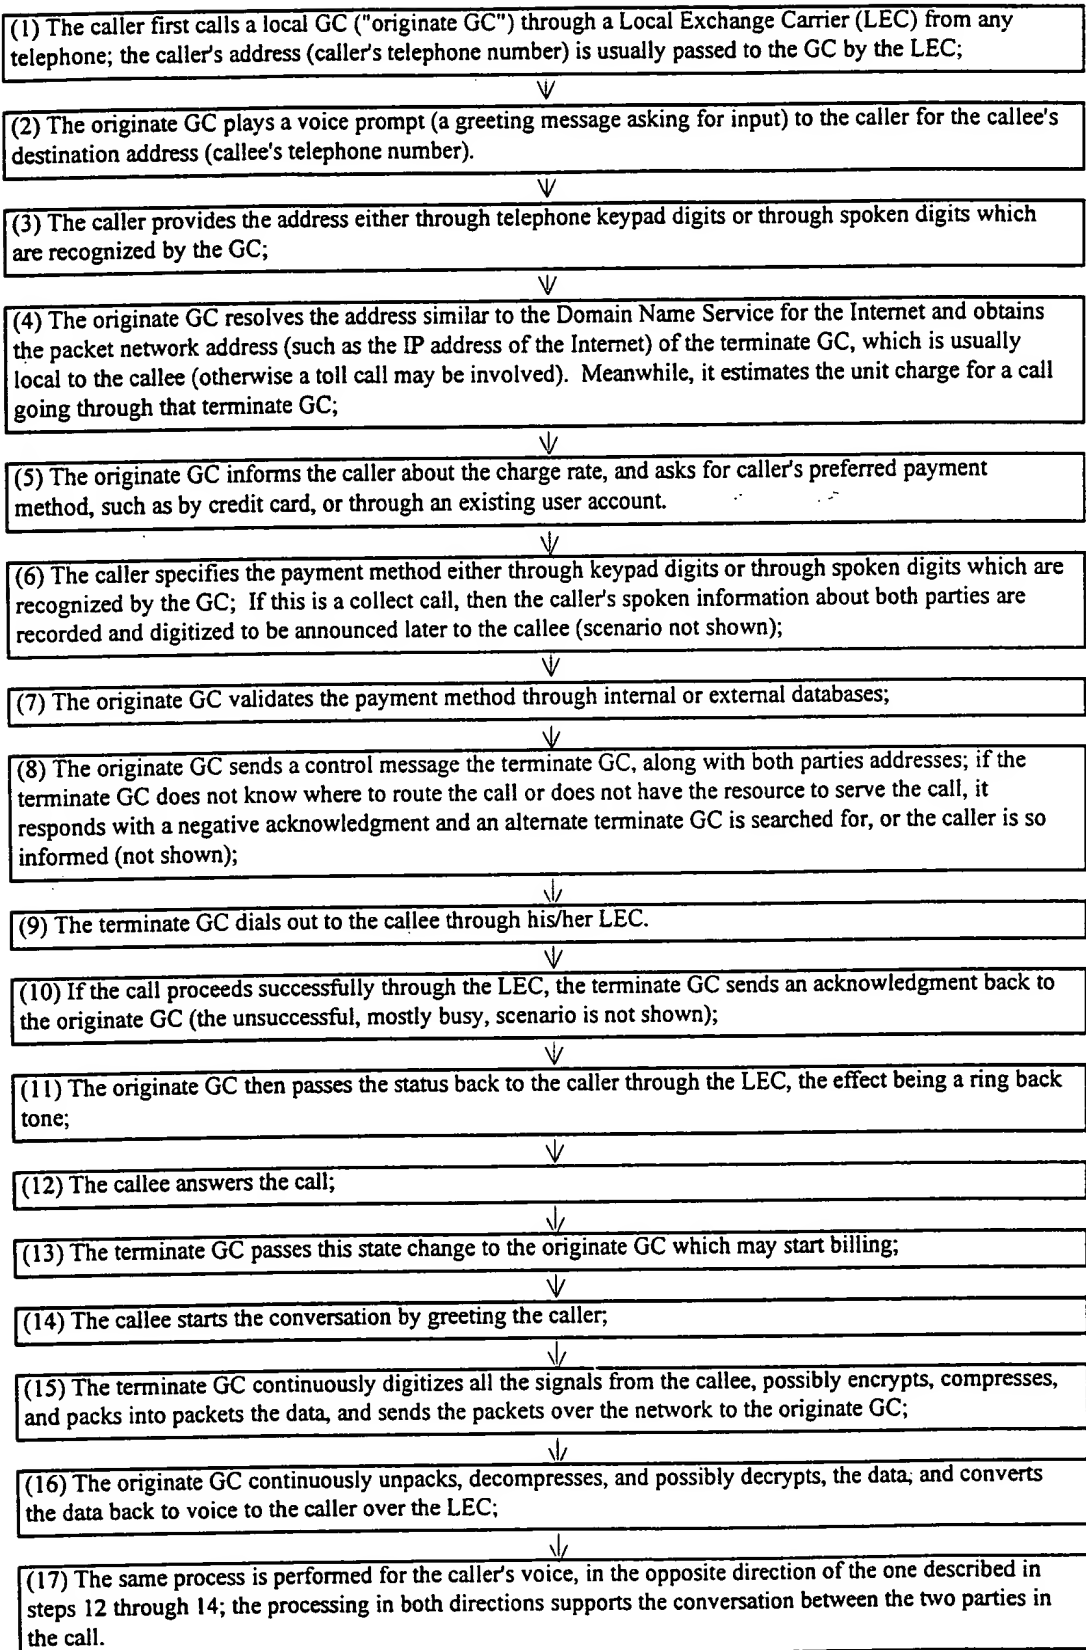 (1) The caller first calls a local GC ("originate GC") through a Local Exchange Carrier (LEC) from any
telephone; the caller's address (caller's telephone number) is usually passed to the GC by the LEC;
(2) The originate GC plays a voice prompt (a greeting message asking for input) to the caller for the callee's
destination address (callee's telephone number).
(3) The caller provides the address either through telephone keypad digits or through spoken digits which
are recognized by the GC;
(4) The originate GC resolves the address similar to the Domain Name Service for the Internet and obtains
the packet network address (such as the IP address of the Internet) of the terminate GC, which is usually
local to the callee (otherwise a toll call may be involved). Meanwhile, it estimates the unit charge for a call
going through that terminate GC;
(5) The originate GC informs the caller about the charge rate, and asks for caller's preferred payment
method, such as by credit card, or through an existing user account.
(6) The caller specifies the payment method either through keypad digits or through spoken digits which are
recognized by the GC; If this is a collect call, then the caller's spoken information about both parties are
recorded and digitized to be announced later to the callee (scenario not shown);
(7) The originate GC validates the payment method through internal or external databases;
(8) The originate GC sends a control message the terminate GC, along with both parties addresses; if the
terminate GC does not know where to route the call or does not have the resource to serve the call, it
responds with a negative acknowledgment and an alternate terminate GC is searched for, or the caller is so
informed (not shown);
(9) The terminate GC dials out to the callee through his/her LEC.
(10) If the call proceeds successfully through the LEC, the terminate GC sends an acknowledgment back to
the originate GC (the unsuccessful, mostly busy, scenario is not shown);
(11) The originate GC then passes the status back to the caller through the LEC, the effect being a ring back
tone;
(12) The callee answers the call;
(13) The terminate GC passes this state change to the originate GC which may start billing;
(14) The callee starts the conversation by greeting the caller;
(15) The terminate GC continuously digitizes all the signals from the callee, possibly encrypts, compresses,
and packs into packets the data, and sends the packets over the network to the originate GC;
(16) The originate GC continuously unpacks, decompresses, and possibly decrypts, the data; and converts
the data back to voice to the caller over the LEC;
(17) The same process is performed for the caller's voice, in the opposite direction of the one described in
steps 12 through 14; the processing in both directions supports the conversation between the two parties in
the call.